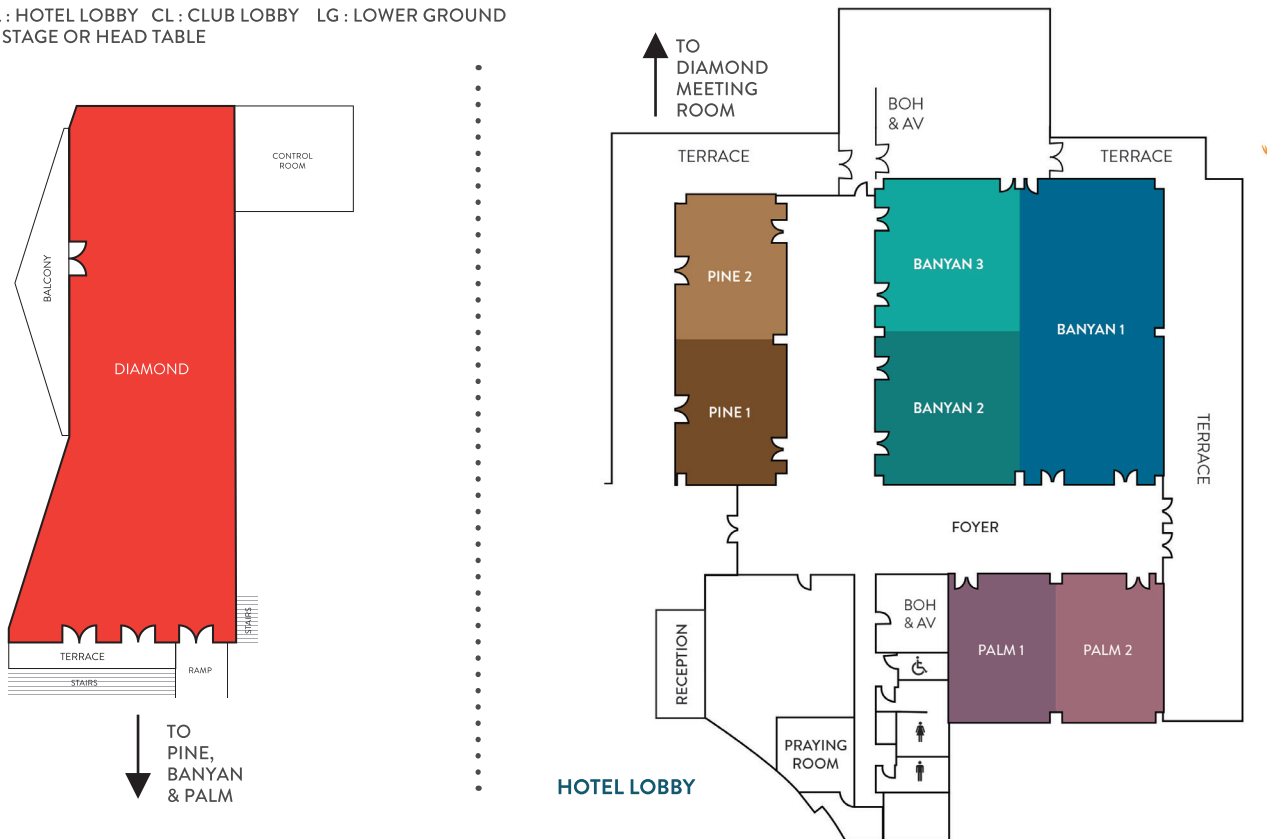 : HOTEL LOBBY CL : CLUB LOBBY LG : LOWER GROUND
STAGE OR HEAD TABLE
CONTROL
ROOM
BALCONY
DIAMOND
STAIRS
TERRACE
RAMP
STAIRS
TO
PINE,
BANYAN
& PALM
TO
DIAMOND
MEETING
ROOM
BOH
& AV
TERRACE
TERRACE
PINE 2
BANYAN 3
BANYAN 1
PINE 1
BANYAN 2
TERRACE
FOYER
BOH
& AV
RECEPTION
PALM 1
PALM 2
PRAYING
ROOM
HOTEL LOBBY